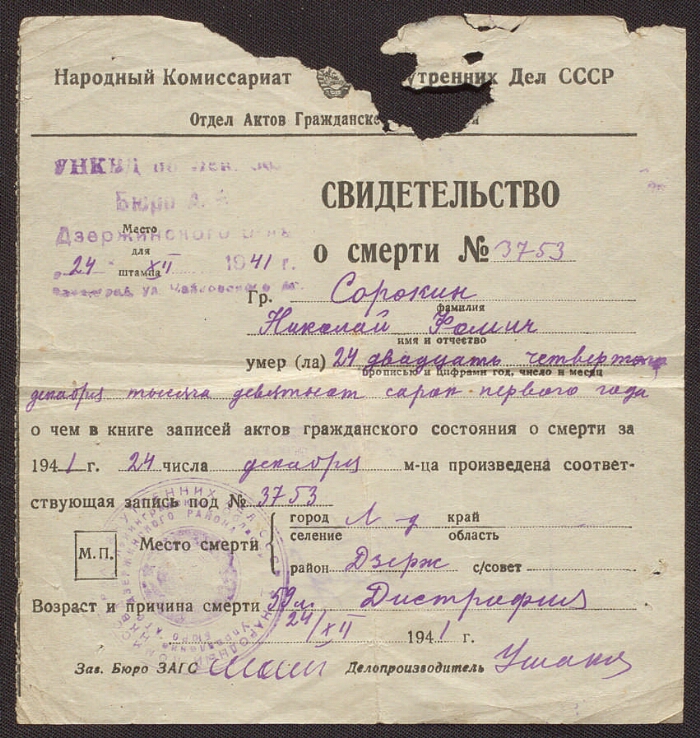 Народный Комиссариат утренних Дел СССР
Отдел Актов Гражданско
УНКВД
Бюро
СВИДЕТЕЛЬСТВО
Дзержинского
Место
для
штампа
24 XII 1941 г.
о смерти № 3753
Гр. Сорокин
фамилия
Николай Фомич
имя и отчество
умер (ла) 24 двадцать четвертого
прописью и цифрами год, число и месяц
декабря тысяча девятьсот сорок первого года
о чем в книге записей актов гражданского состояния о смерти за
1941 г. 24 числа декабря м-ца произведена соответ-
ствующая запись под № 3753
М.П.
Место смерти
город Л-д край
селение область
район Дзерж с/совет
Возраст и причина смерти 59 л. Дистрофия
24/XII 1941 г.
Зав. Бюро ЗАГС Делопроизводитель